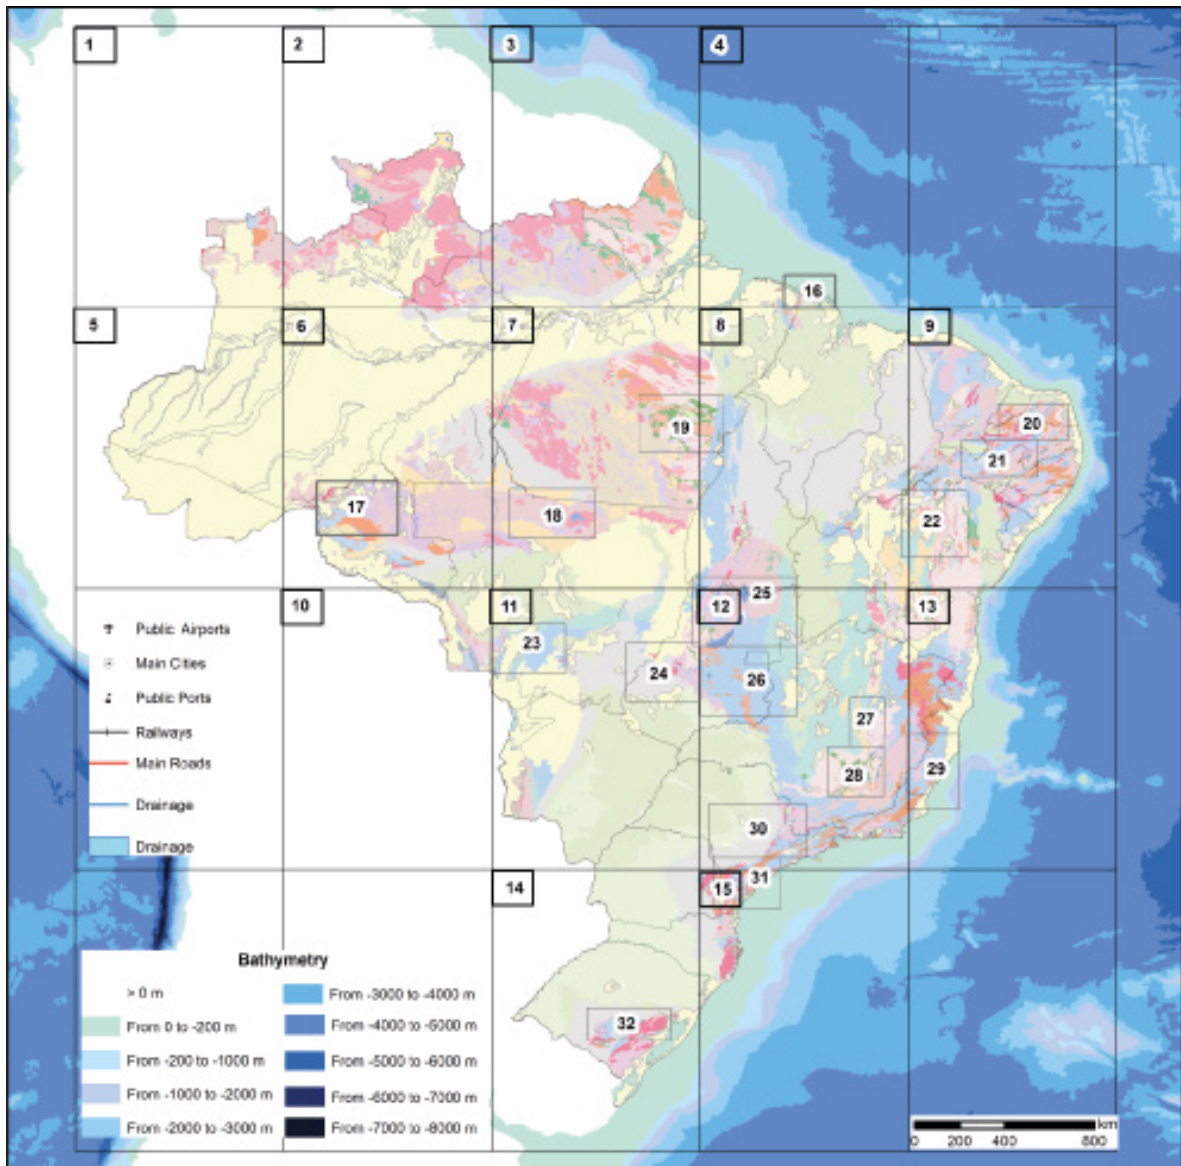 1
2
3
4
16
5
6
7
8
9
19
20
21
17
18
22
10
11
12
25
13
23
24
26
27
28
29
30
31
14
15
32
Public Airports
Main Cities
Public Ports
Railways
Main Roads
Drainage
Drainage
Bathymetry
> 0 m
From 0 to -200 m
From -200 to -1000 m
From -1000 to -2000 m
From -2000 to -3000 m
From -3000 to -4000 m
From -4000 to -5000 m
From -5000 to -6000 m
From -6000 to -7000 m
From -7000 to -8000 m
km
0 200 400 800